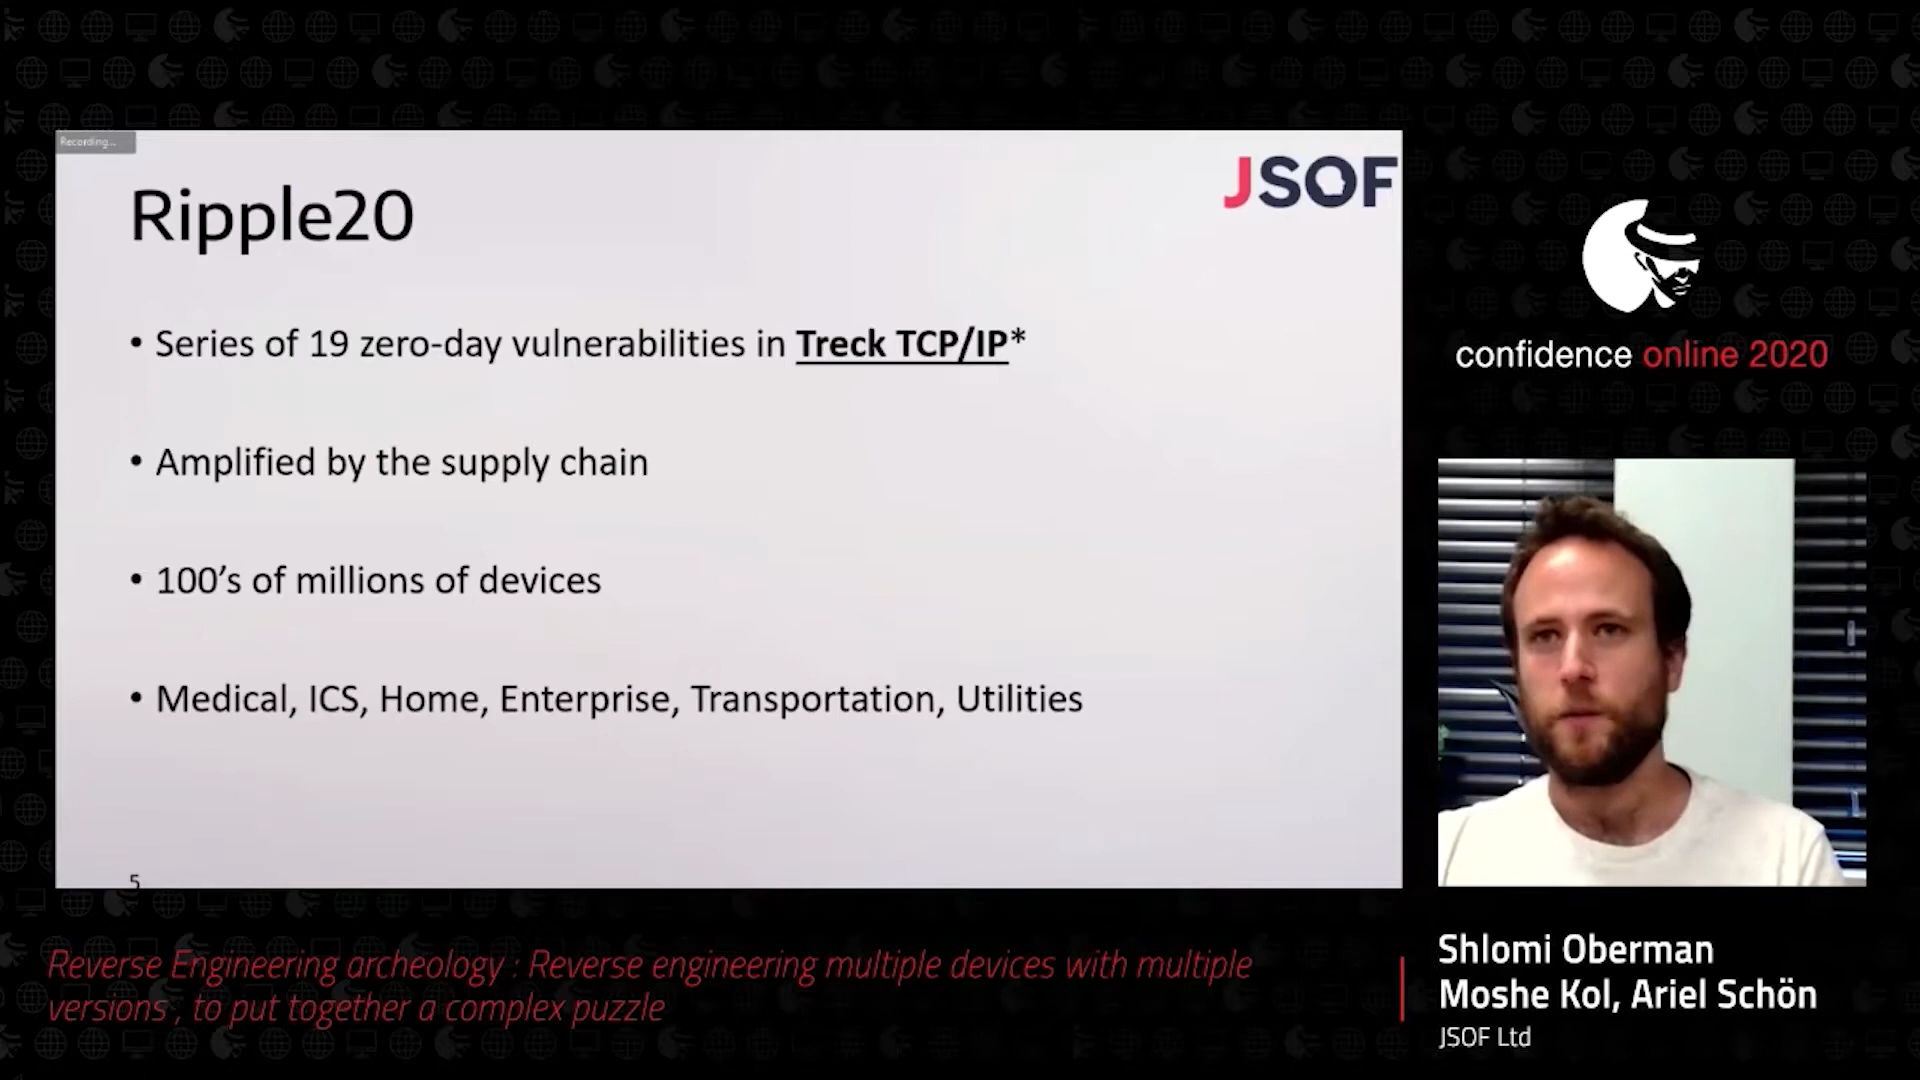 Recording...
JSOF
Ripple20
• Series of 19 zero-day vulnerabilities in Treck TCP/IP*
• Amplified by the supply chain
• 100’s of millions of devices
• Medical, ICS, Home, Enterprise, Transportation, Utilities
5
confidence online 2020
Reverse Engineering archeology : Reverse engineering multiple devices with multiple
versions , to put together a complex puzzle
Shlomi Oberman
Moshe Kol, Ariel Schön
JSOF Ltd